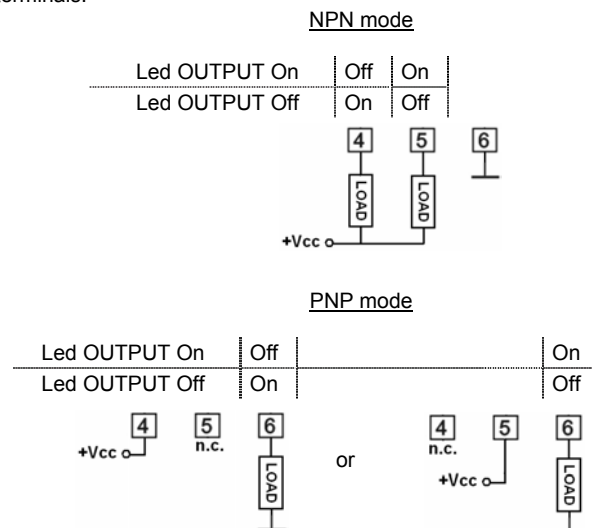 terminals.
NPN mode
Led OUTPUT On Off On
Led OUTPUT Off On Off
4 5 6
LOAD LOAD
+Vcc
PNP mode
Led OUTPUT On Off On
Led OUTPUT Off On Off
4 5 6 4 5 6
+Vcc n.c. or n.c. +Vcc
LOAD LOAD